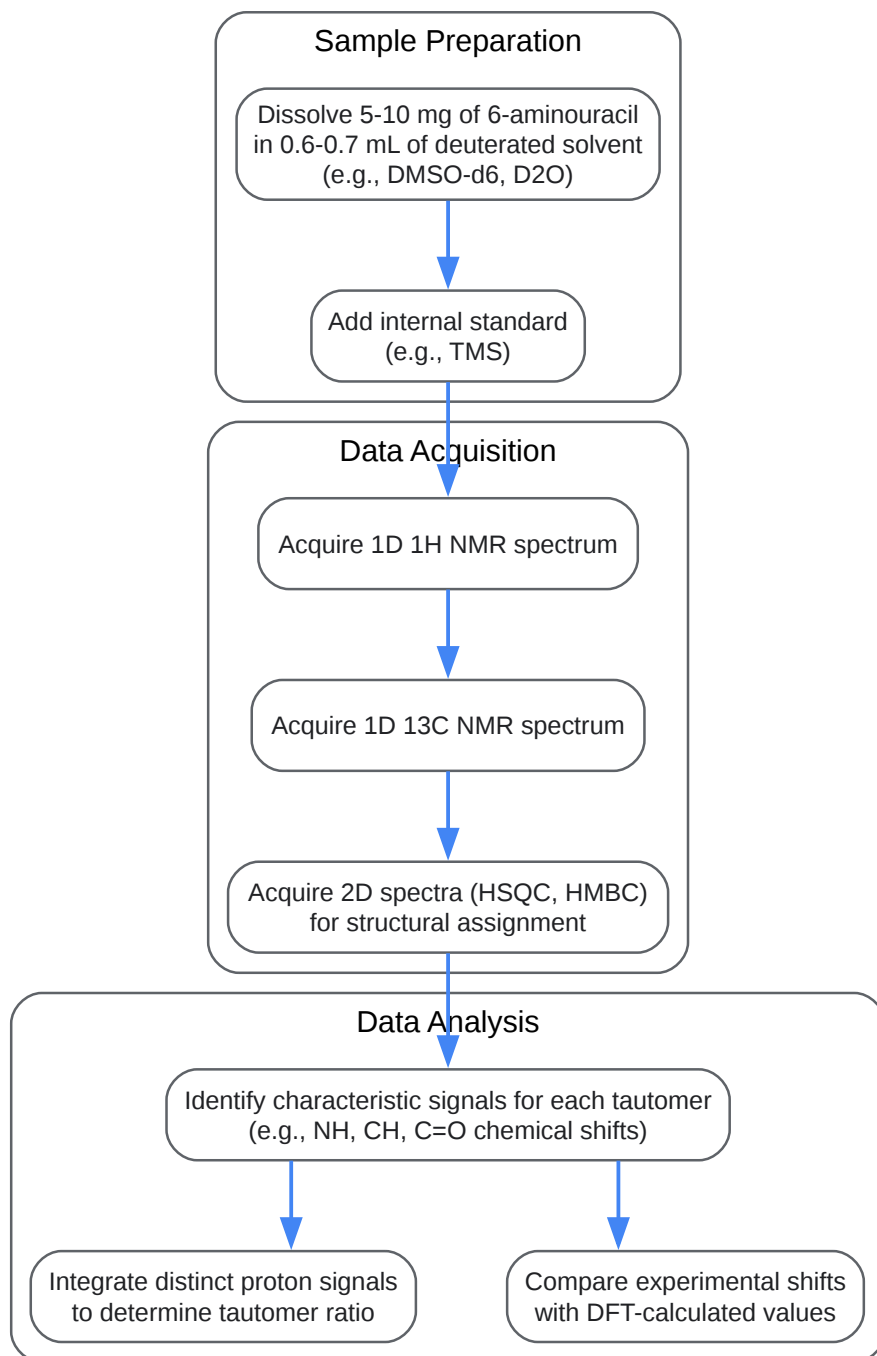 Sample Preparation
Dissolve 5-10 mg of 6-aminouracil
in 0.6-0.7 mL of deuterated solvent
(e.g., DMSO-d6, D2O)
Add internal standard
(e.g., TMS)
Data Acquisition
Acquire 1D 1H NMR spectrum
Acquire 1D 13C NMR spectrum
Acquire 2D spectra (HSQC, HMBC)
for structural assignment
Data Analysis
Identify characteristic signals for each tautomer
(e.g., NH, CH, C=O chemical shifts)
Integrate distinct proton signals
to determine tautomer ratio
Compare experimental shifts
with DFT-calculated values